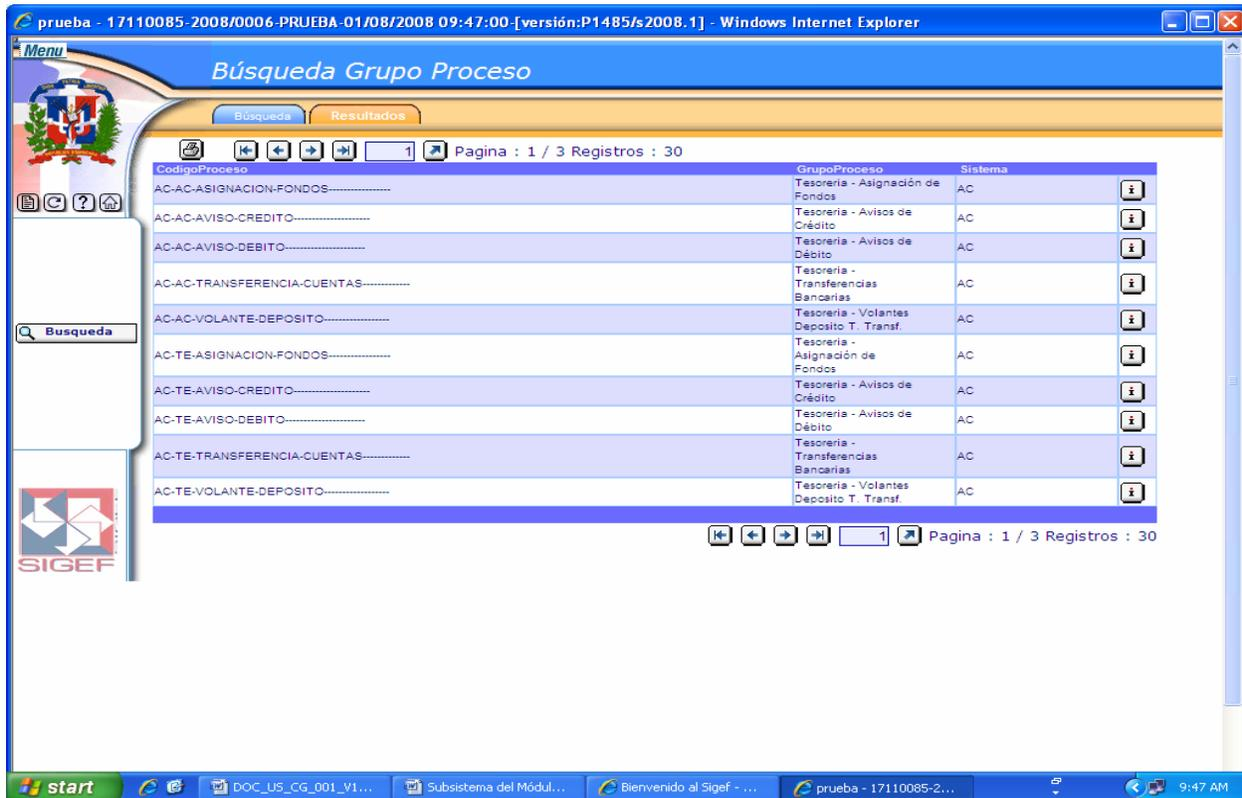 prueba - 17110085-2008/0006-PRUEBA-01/08/2008 09:47:00-[versión:P1485/s2008.1] - Windows Internet Explorer
Menu
Búsqueda Grupo Proceso
Búsqueda Resultados
1 Pagina : 1 / 3 Registros : 30
CodigoProceso GrupoProceso Sistema
AC-AC-ASIGNACION-FONDOS----------------- Tesoreria - Asignación de Fondos AC
AC-AC-AVISO-CREDITO--------------------- Tesoreria - Avisos de Crédito AC
AC-AC-AVISO-DEBITO---------------------- Tesoreria - Avisos de Débito AC
AC-AC-TRANSFERENCIA-CUENTAS------------- Tesoreria - Transferencias Bancarias AC
AC-AC-VOLANTE-DEPOSITO------------------ Tesoreria - Volantes Deposito T. Transf. AC
AC-TE-ASIGNACION-FONDOS----------------- Tesoreria - Asignación de Fondos AC
AC-TE-AVISO-CREDITO--------------------- Tesoreria - Avisos de Crédito AC
AC-TE-AVISO-DEBITO---------------------- Tesoreria - Avisos de Débito AC
AC-TE-TRANSFERENCIA-CUENTAS------------- Tesoreria - Transferencias Bancarias AC
AC-TE-VOLANTE-DEPOSITO------------------ Tesoreria - Volantes Deposito T. Transf. AC
1 Pagina : 1 / 3 Registros : 30
Busqueda
SIGEF
start DOC_US_CG_001_V1... Subsistema del Módul... Bienvenido al Sigef - ... prueba - 17110085-2... 9:47 AM